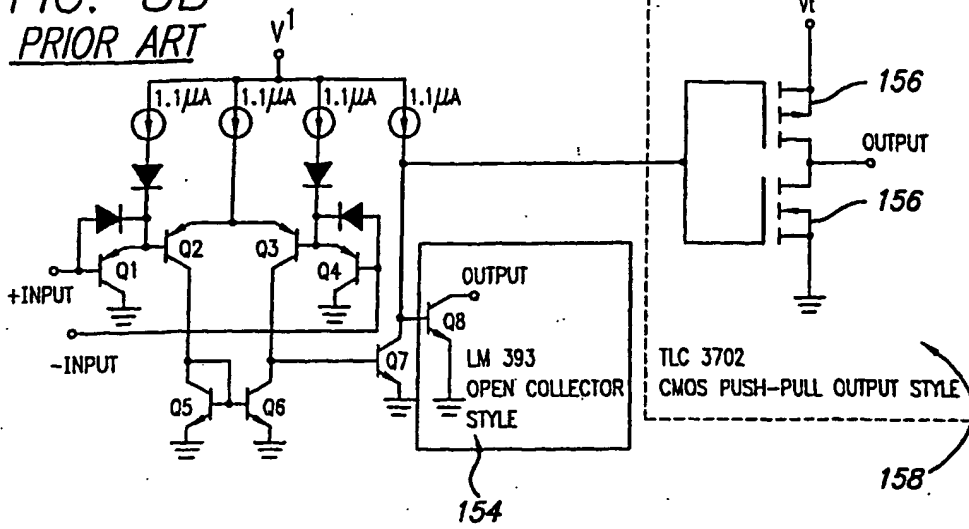 PRIOR ART
V1
Vt
1.1μA 1.1μA 1.1μA 1.1μA
156
OUTPUT
156
Q1 Q2 Q3 Q4
+INPUT
-INPUT
OUTPUT
Q8
Q7
LM 393
OPEN COLLECTOR
STYLE
Q5 Q6
TLC 3702
CMOS PUSH-PULL OUTPUT STYLE
154
158